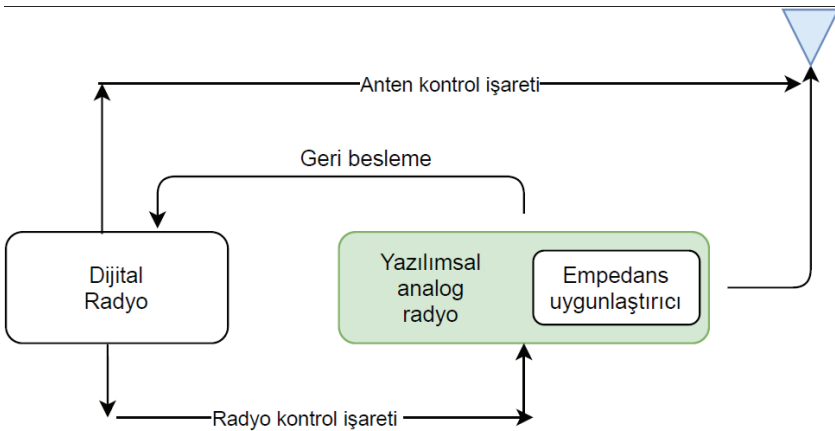 Anten kontrol işareti
Geri besleme
Dijital
Radyo
Yazılımsal
analog
radyo
Empedans
uygunlaştırıcı
Radyo kontrol işareti